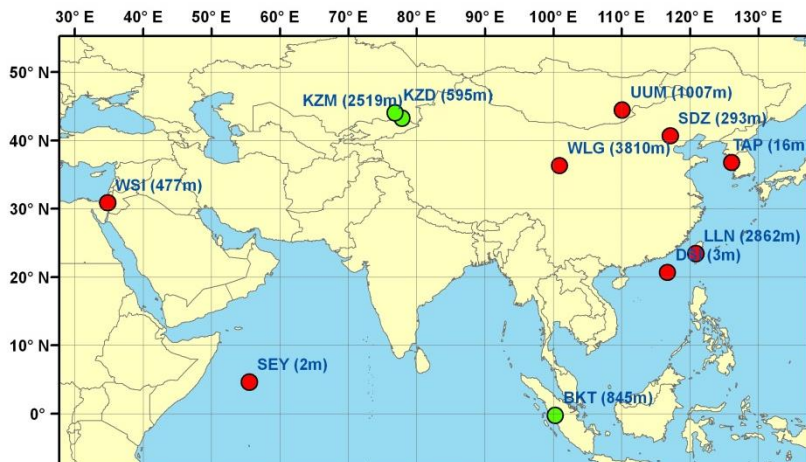 30° E 40° E 50° E 60° E 70° E 80° E 90° E 100° E 110° E 120° E 130° E
50° N
KZM (2519m) KZD (595m)
UUM (1007m)
40° N
SDZ (293m)
WLG (3810m)
TAP (16m)
30° N
WSI (477m)
LLN (2862m)
20° N
(3m)
10° N
SEY (2m)
BKT (845m)
0°